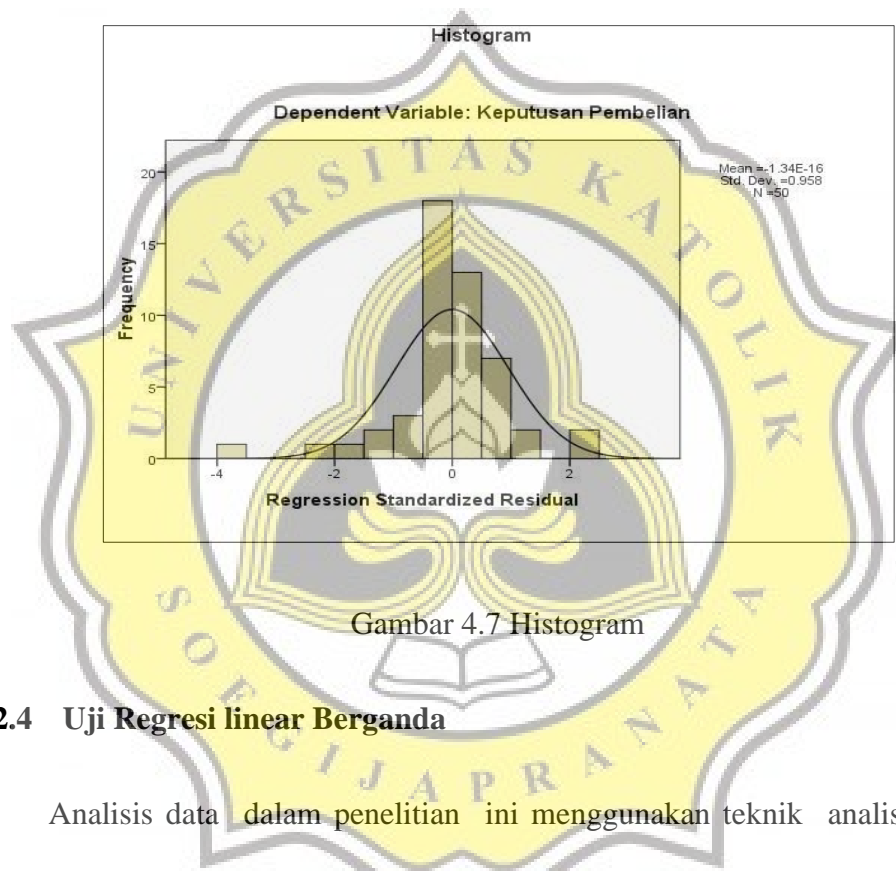 Histogram
Dependent Variable: Keputusan Pembelian
Mean =-1.34E-16
Std. Dev. =0.958
N =50
20
15
10
5
0
Frequency
-4 -2 0 2
Regression Standardized Residual
UNIVERSITAS KATOLIK
SOEGIJAPRANATA
Gambar 4.7 Histogram
2.4 Uji Regresi linear Berganda
Analisis data dalam penelitian ini menggunakan teknik analis